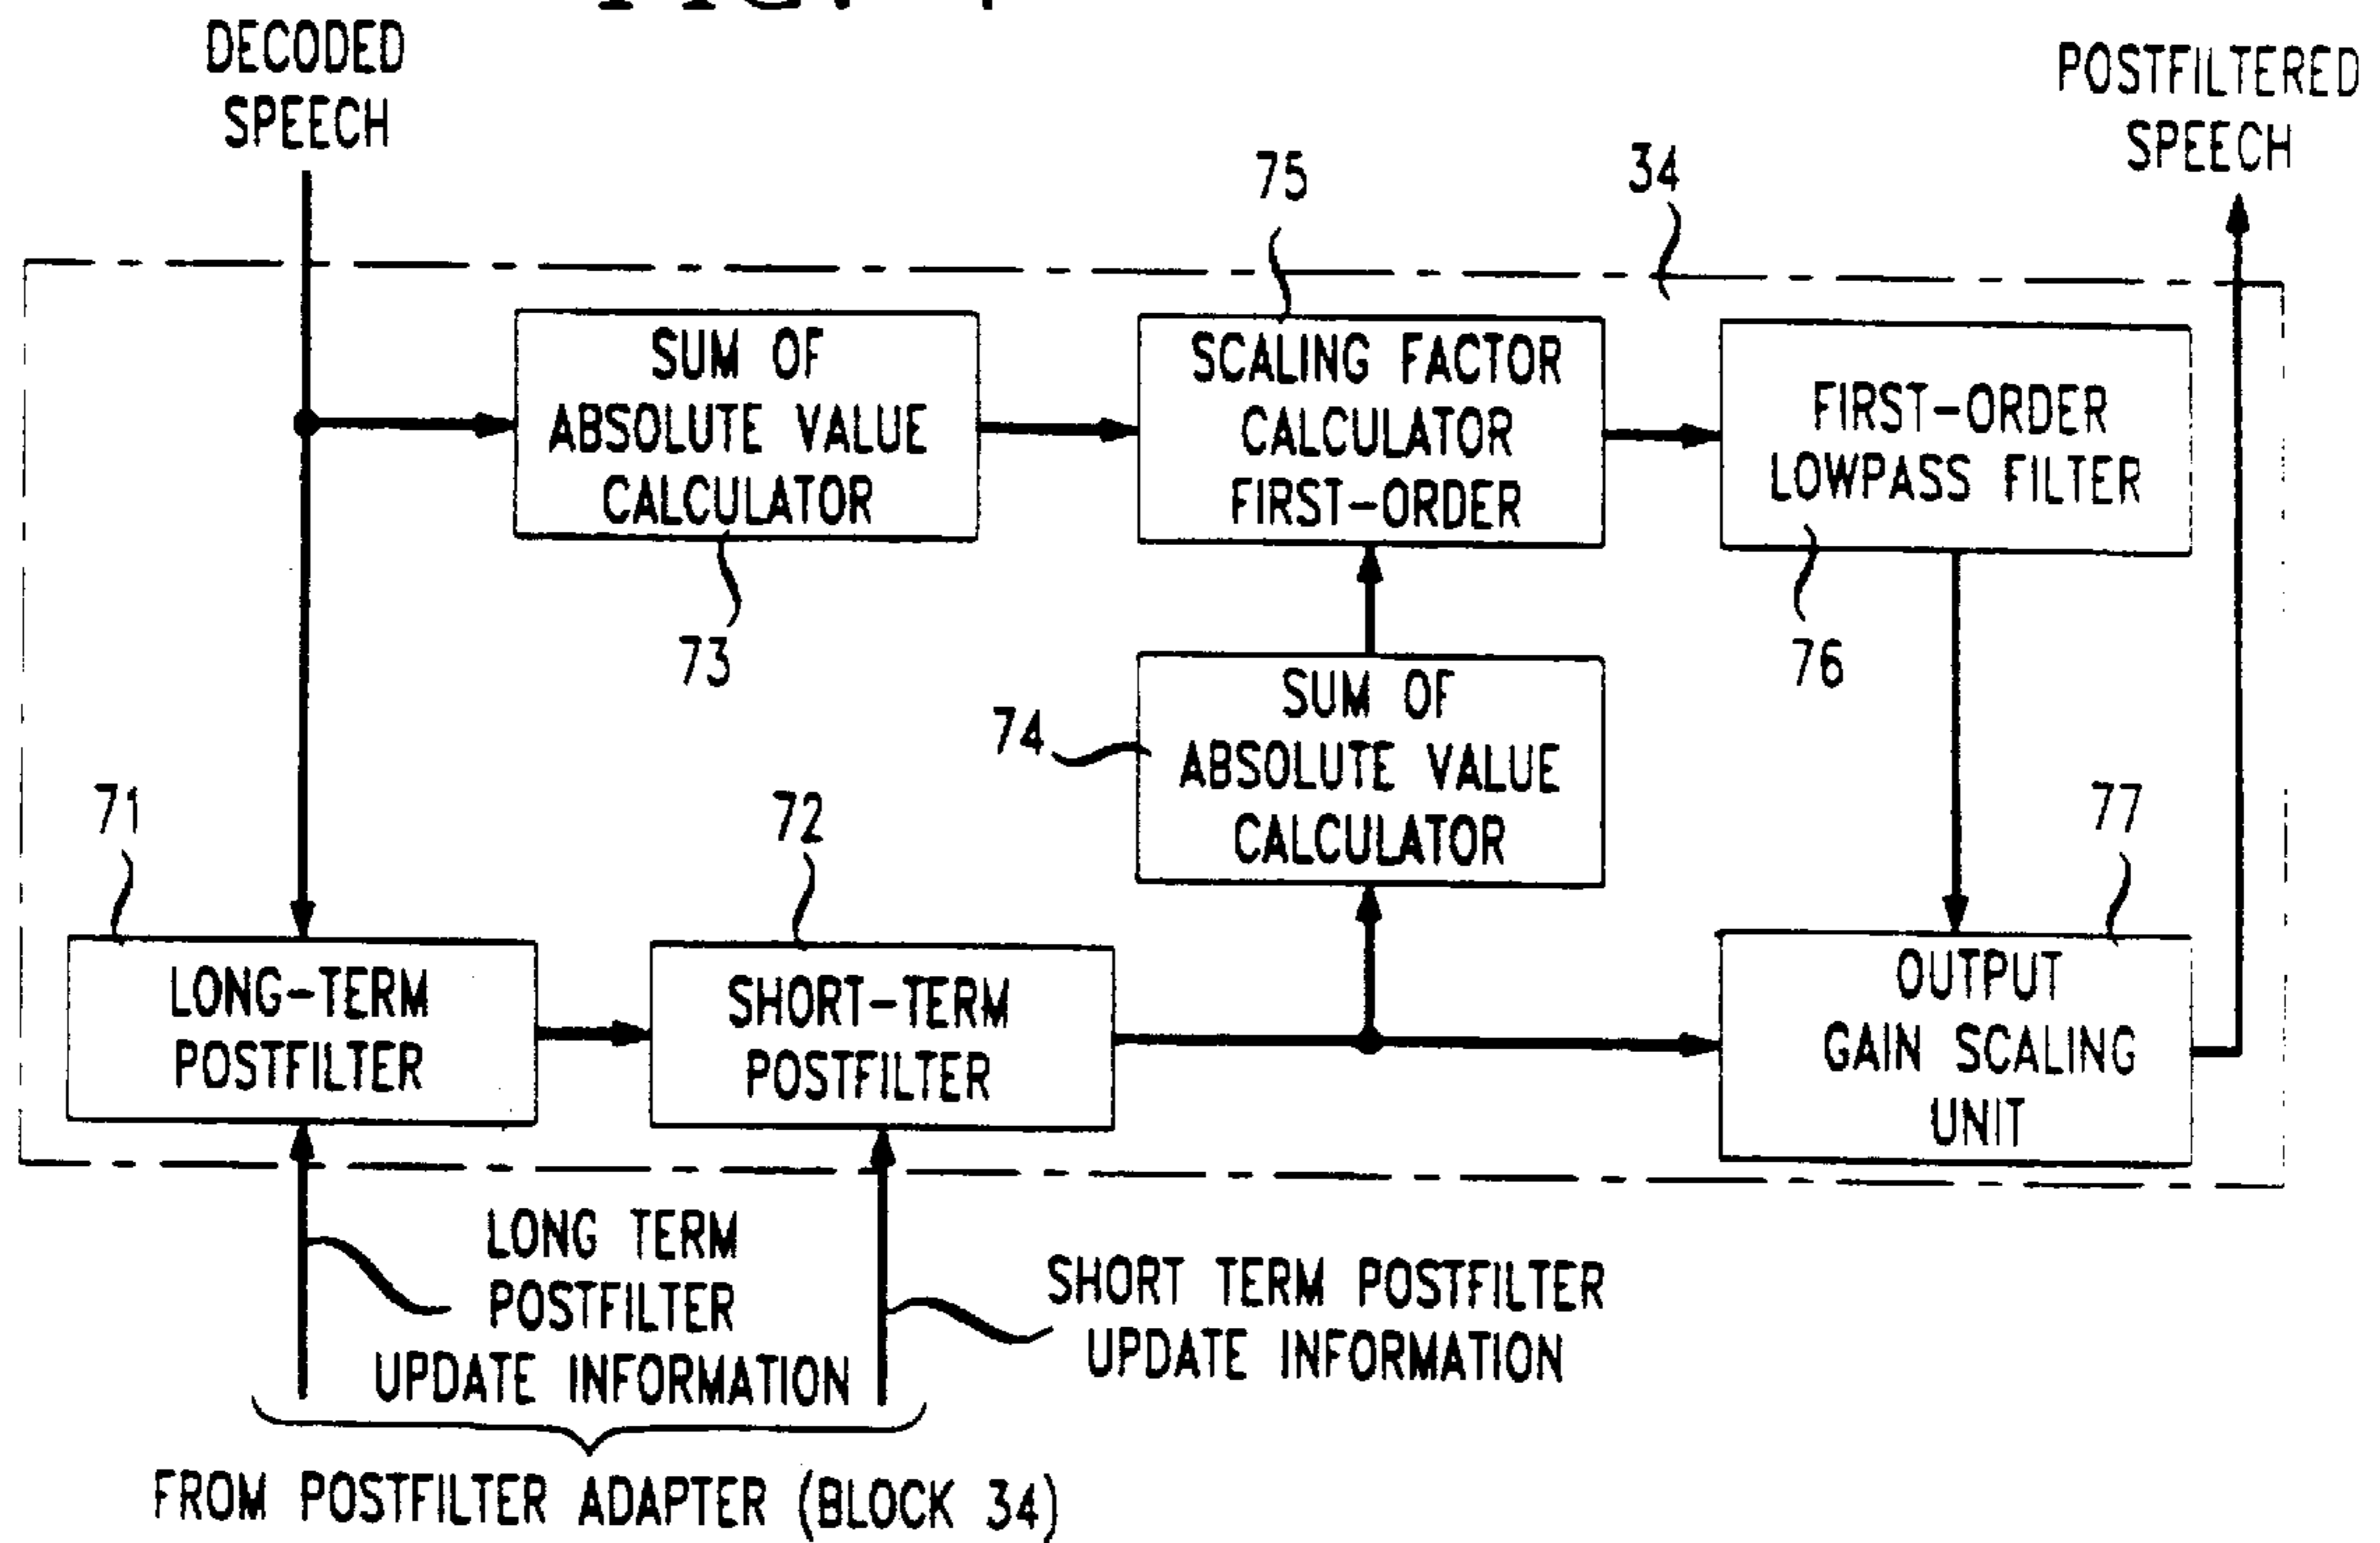 DECODED
SPEECH
POSTFILTERED
SPEECH
75
34
SUM OF
ABSOLUTE VALUE
CALCULATOR
SCALING FACTOR
CALCULATOR
FIRST-ORDER
FIRST-ORDER
LOWPASS FILTER
73
76
74
SUM OF
ABSOLUTE VALUE
CALCULATOR
71
72
77
LONG-TERM
POSTFILTER
SHORT-TERM
POSTFILTER
OUTPUT
GAIN SCALING
UNIT
LONG TERM
POSTFILTER
UPDATE INFORMATION
SHORT TERM POSTFILTER
UPDATE INFORMATION
FROM POSTFILTER ADAPTER (BLOCK 34)